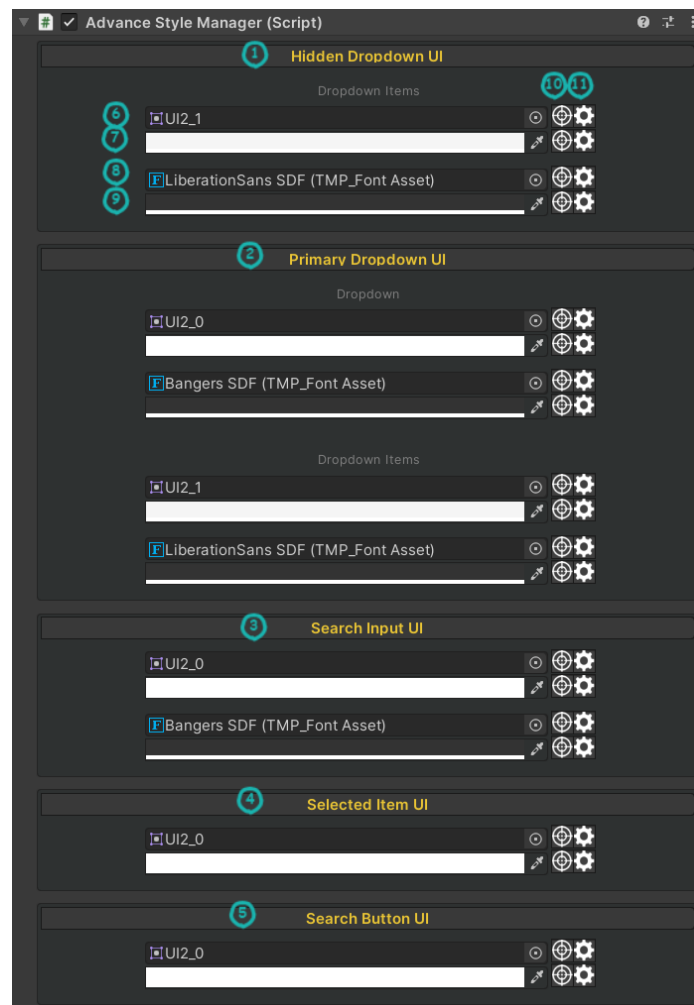 Advance Style Manager (Script)
1 Hidden Dropdown UI
Dropdown Items 10 11
6 UI2_1
7
8 F LiberationSans SDF (TMP_Font Asset)
9
2 Primary Dropdown UI
Dropdown
UI2_0
F Bangers SDF (TMP_Font Asset)
Dropdown Items
UI2_1
F LiberationSans SDF (TMP_Font Asset)
3 Search Input UI
UI2_0
F Bangers SDF (TMP_Font Asset)
4 Selected Item UI
UI2_0
5 Search Button UI
UI2_0